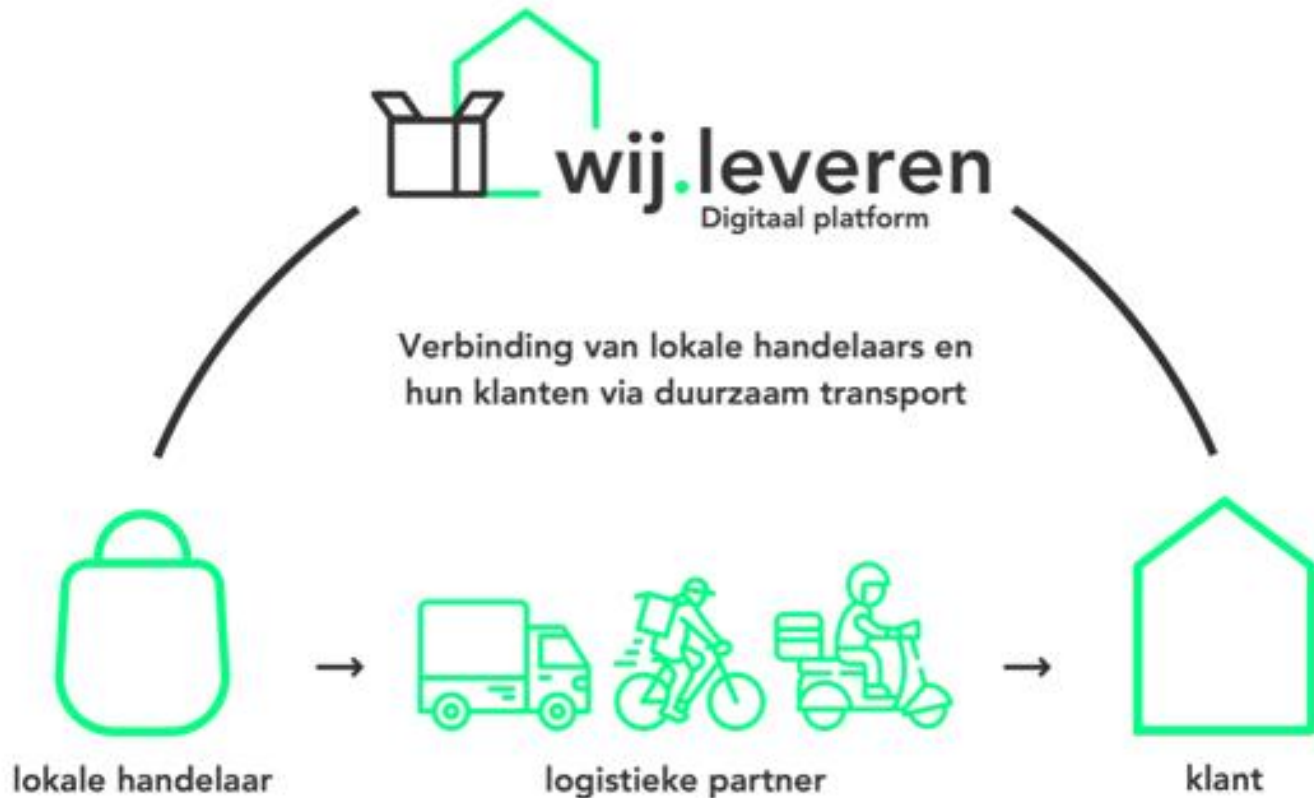 wij.leveren
Digitaal platform
Verbinding van lokale handelaars en
hun klanten via duurzaam transport
lokale handelaar
logistieke partner
klant